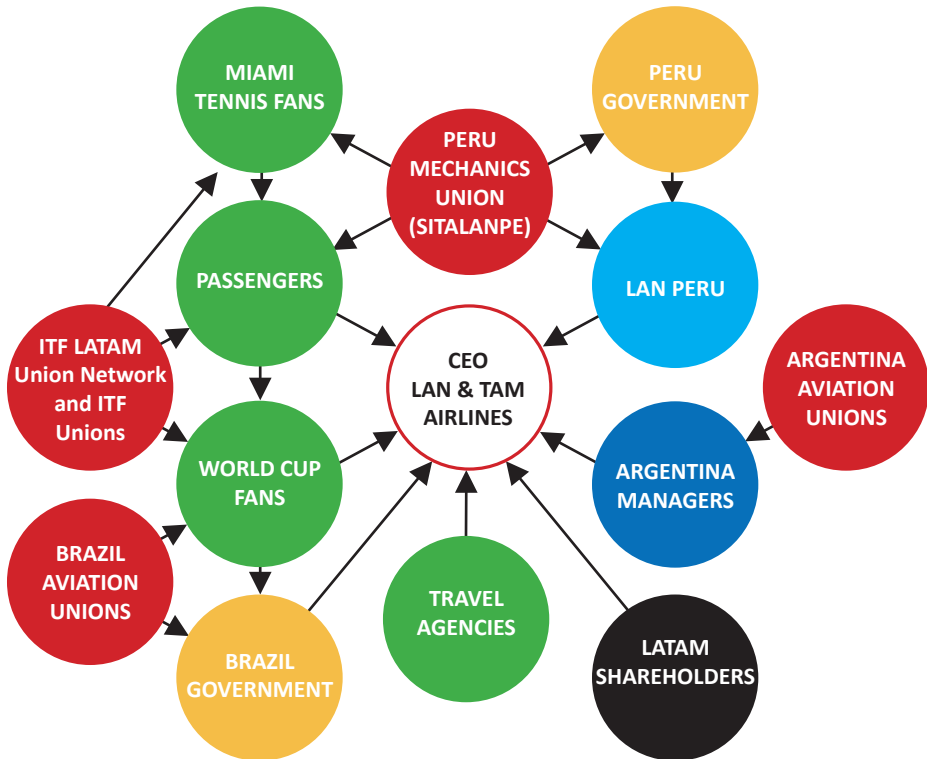 MIAMI
TENNIS FANS
PERU
GOVERNMENT
PERU
MECHANICS
UNION
(SITALANPE)
PASSENGERS
LAN PERU
ITF LATAM
Union Network
and ITF
Unions
CEO
LAN & TAM
AIRLINES
ARGENTINA
AVIATION
UNIONS
WORLD CUP
FANS
ARGENTINA
MANAGERS
BRAZIL
AVIATION
UNIONS
TRAVEL
AGENCIES
BRAZIL
GOVERNMENT
LATAM
SHAREHOLDERS